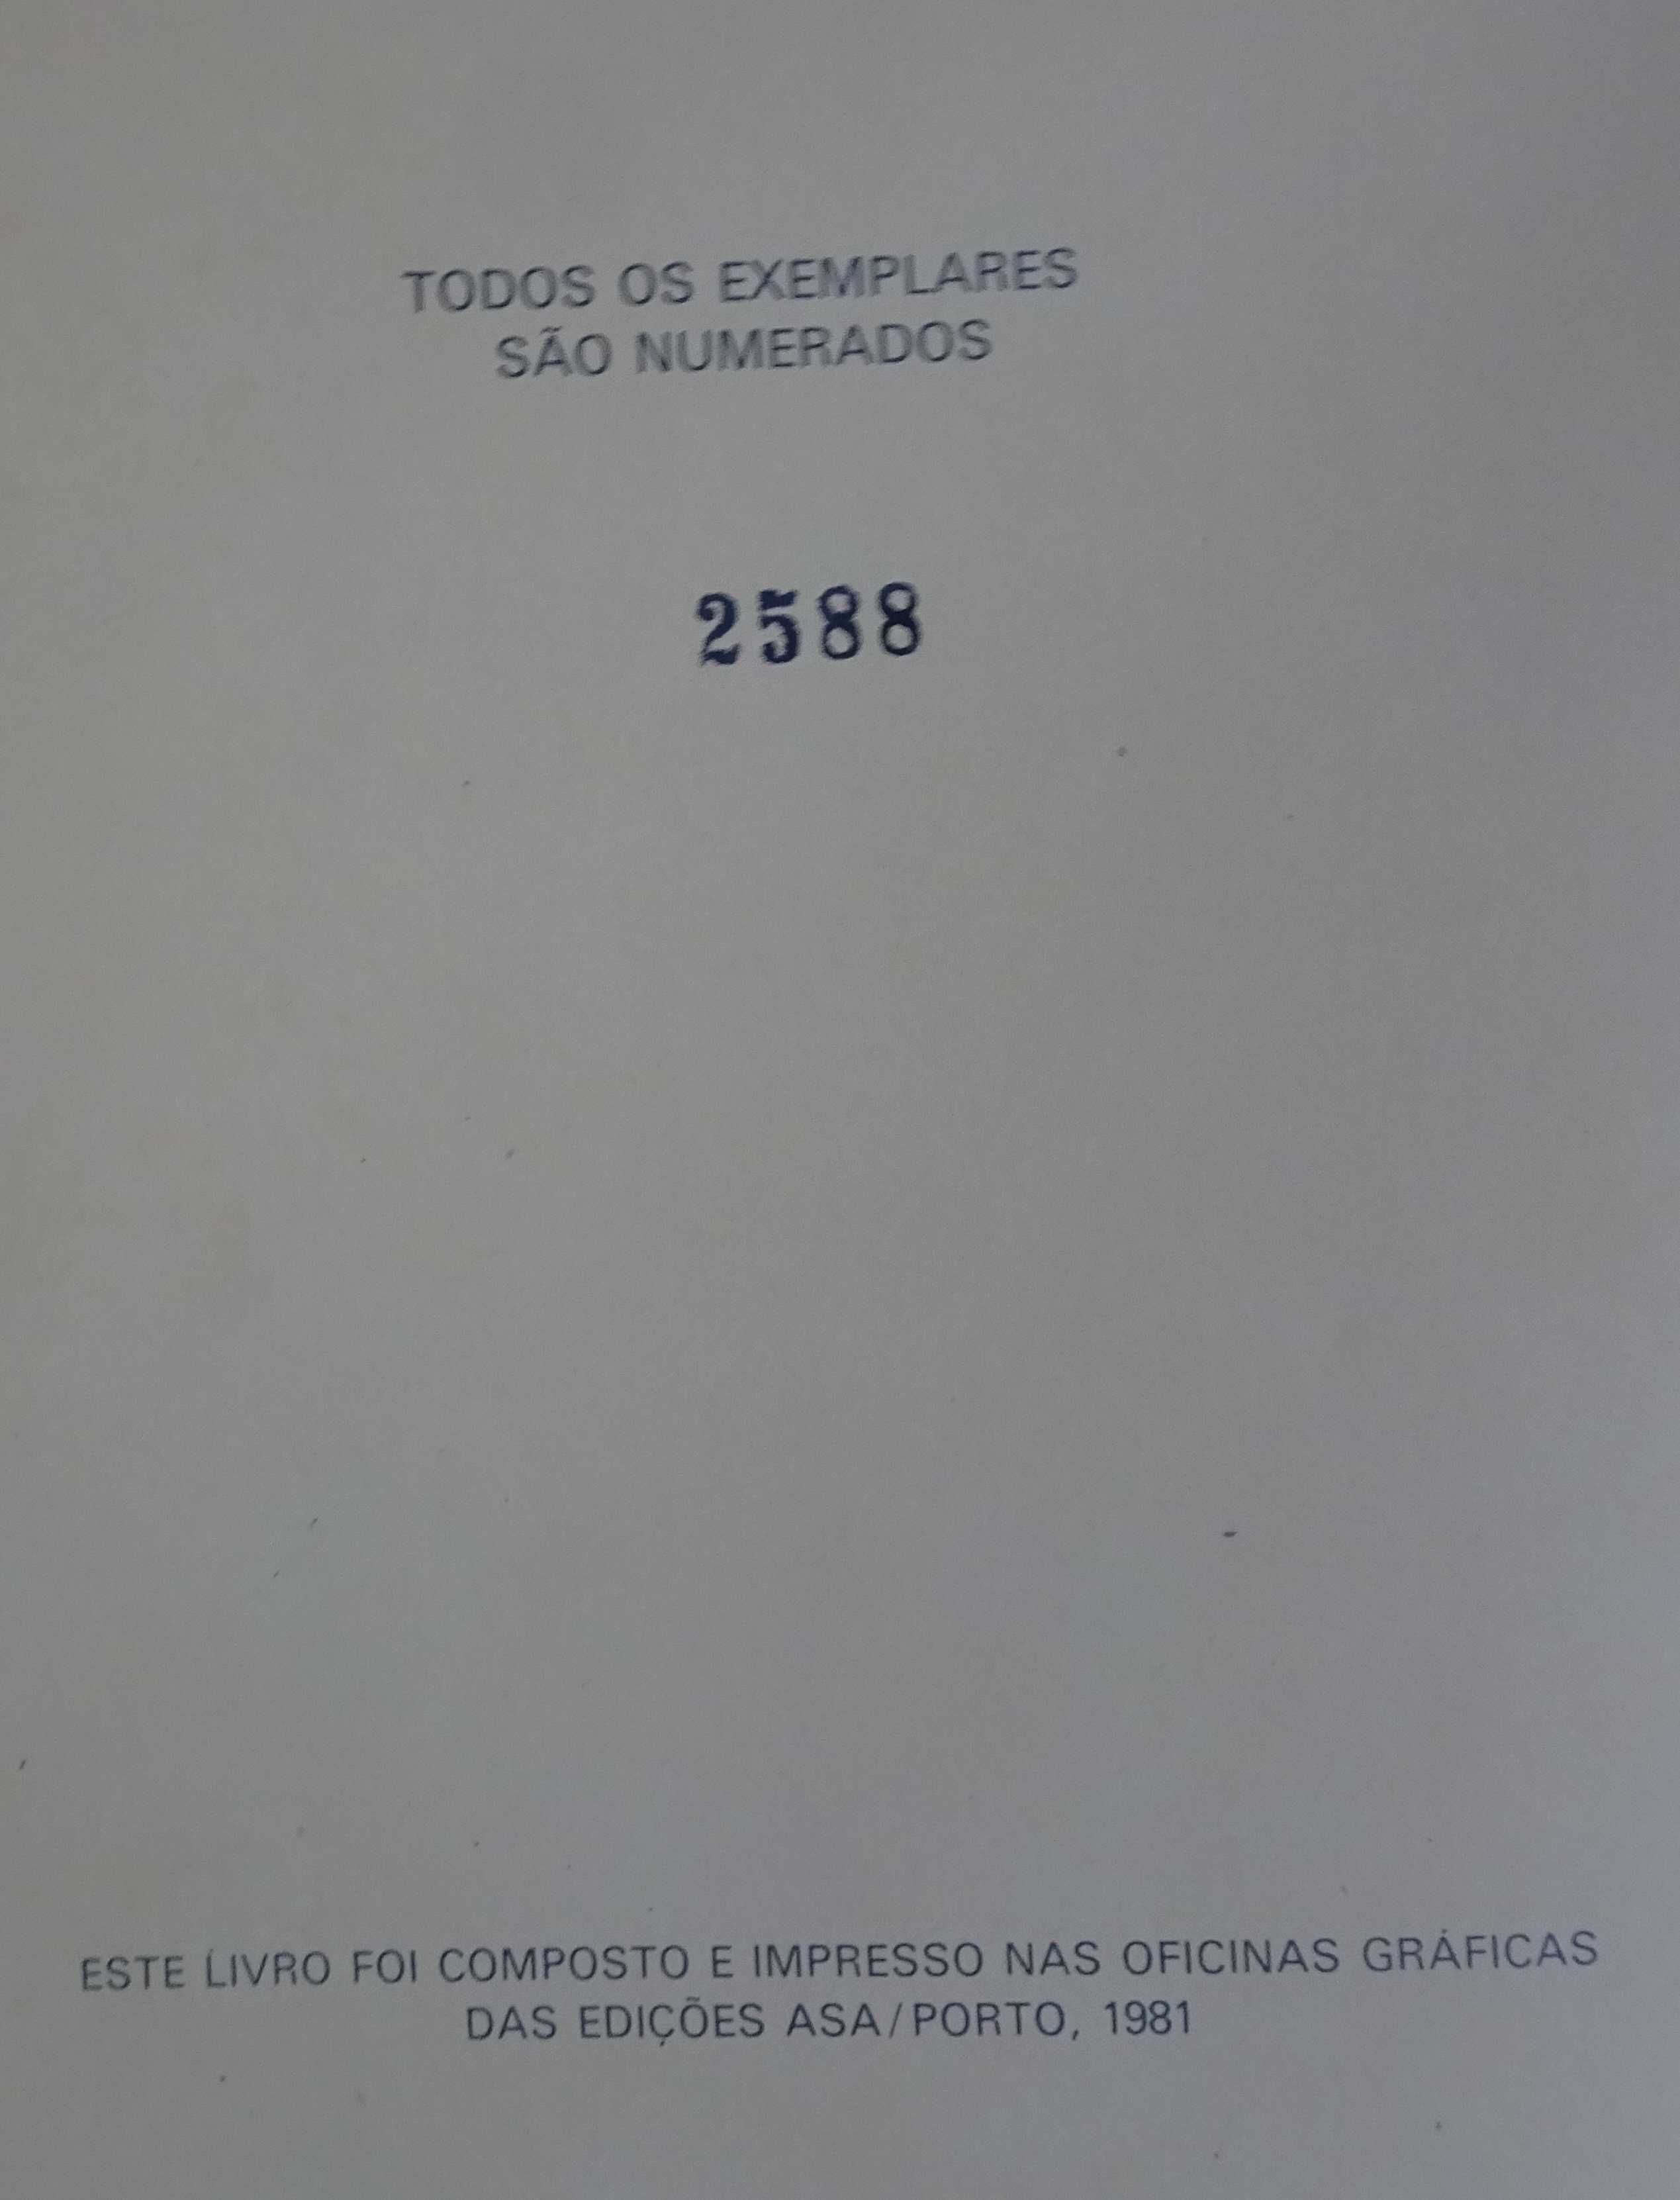 TODOS OS EXEMPLARES
SÃO NUMERADOS
2588
ESTE LIVRO FOI COMPOSTO E IMPRESSO NAS OFICINAS GRÁFICAS
DAS EDIÇÕES ASA/PORTO, 1981